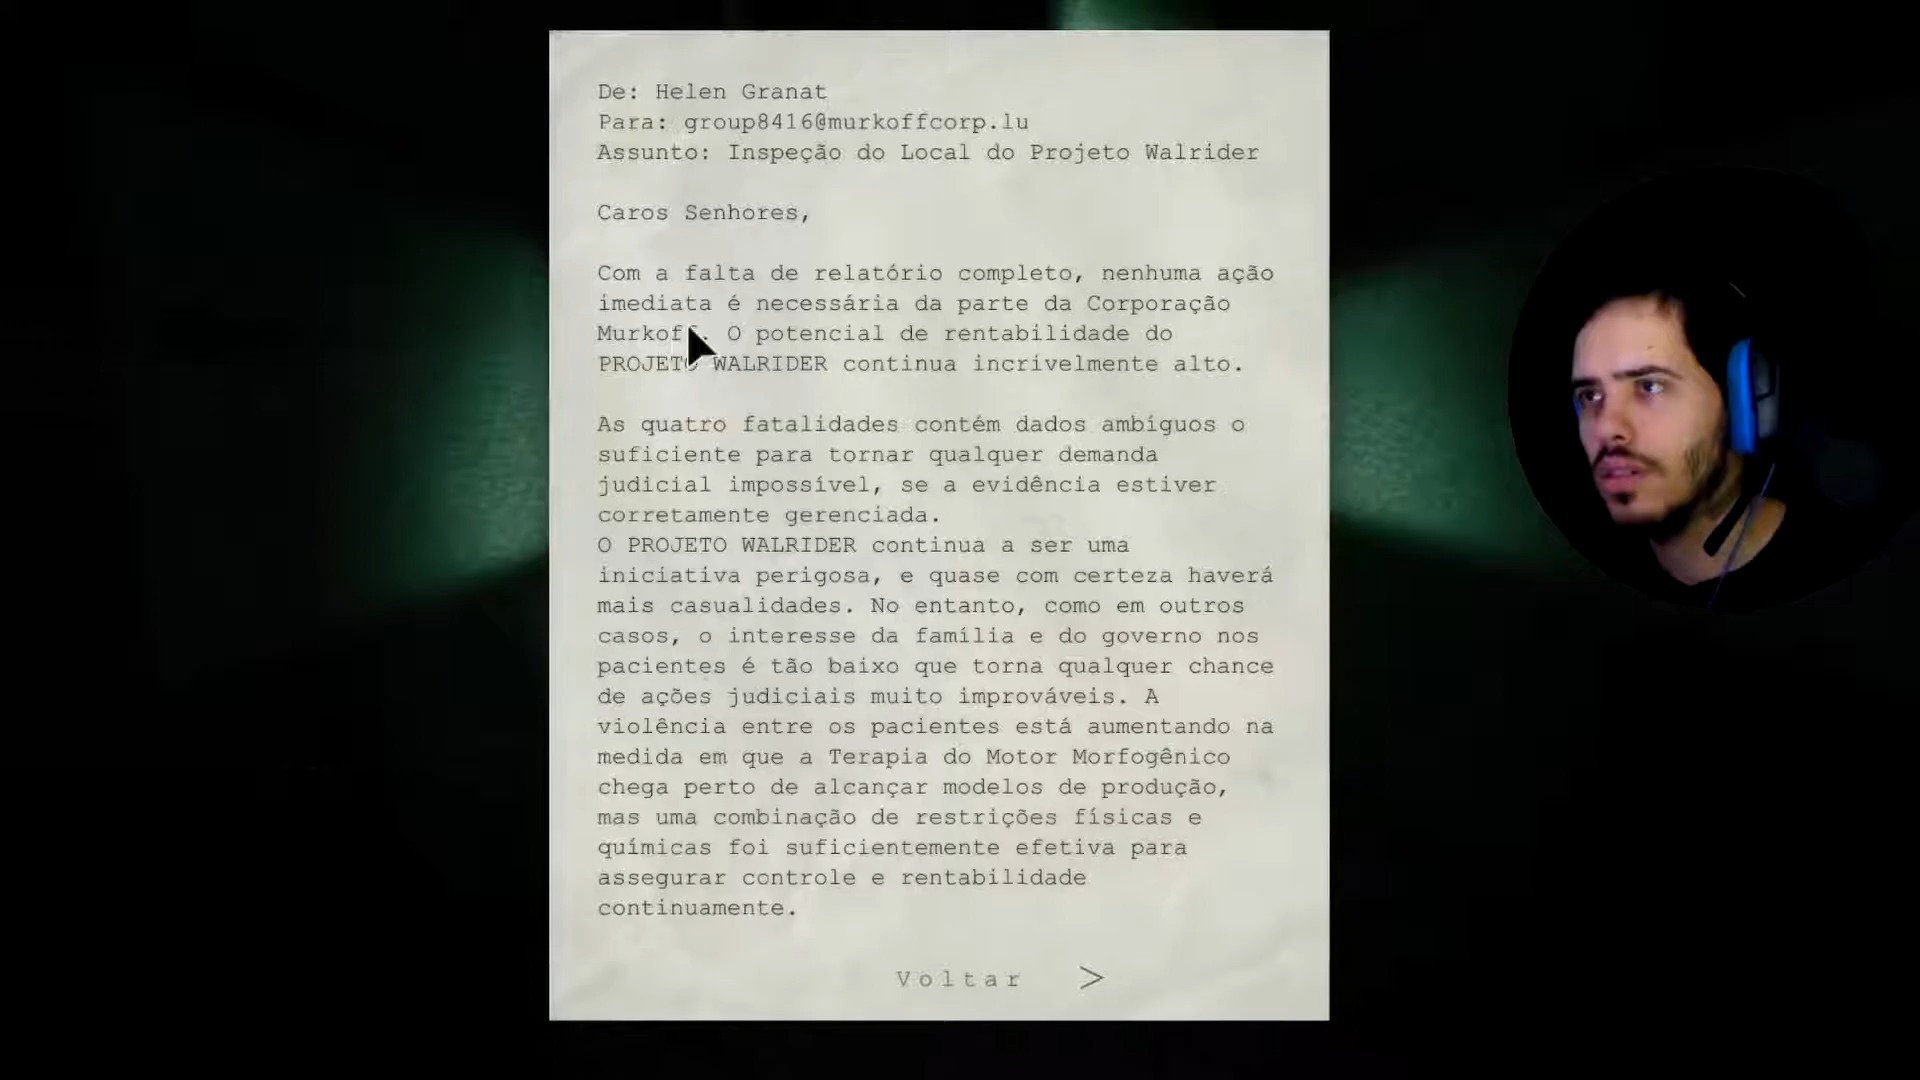 De: Helen Granat
Para: group8416@murkoffcorp.lu
Assunto: Inspeção do Local do Projeto Walrider
Caros Senhores,
Com a falta de relatório completo, nenhuma ação
imediata é necessária da parte da Corporação
Murkoff. O potencial de rentabilidade do
PROJETO WALRIDER continua incrívelmente alto.
As quatro fatalidades contém dados ambíguos o
suficiente para tornar qualquer demanda
judicial impossível, se a evidência estiver
corretamente gerenciada.
O PROJETO WALRIDER continua a ser uma
iniciativa perigosa, e quase com certeza haverá
mais casualidades. No entanto, como em outros
casos, o interesse da família e do governo nos
pacientes é tão baixo que torna qualquer chance
de ações judiciais muito improváveis. A
violência entre os pacientes está aumentando na
medida em que a Terapia do Motor Morfogênico
chega perto de alcançar modelos de produção,
mas uma combinação de restrições físicas e
químicas foi suficientemente efetiva para
assegurar controle e rentabilidade
continuamente.
Voltar >